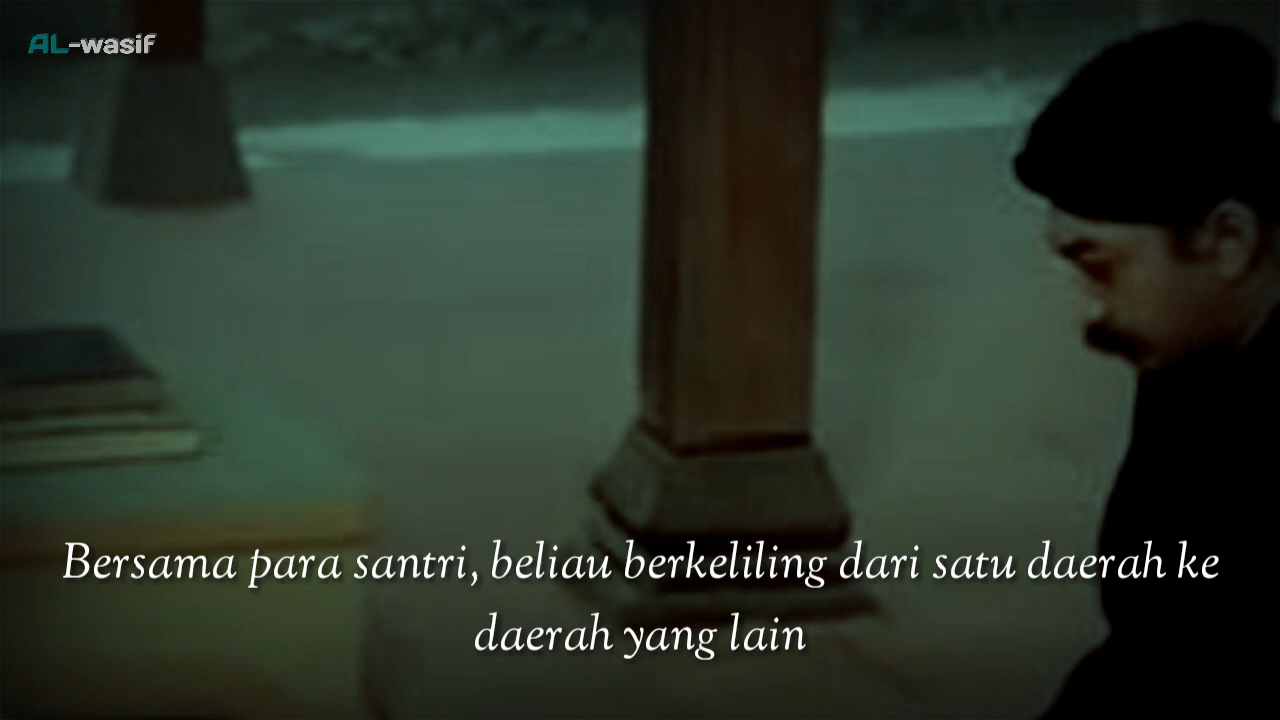 AL-wasif
Bersama para santri, beliau berkeliling dari satu daerah ke
daerah yang lain